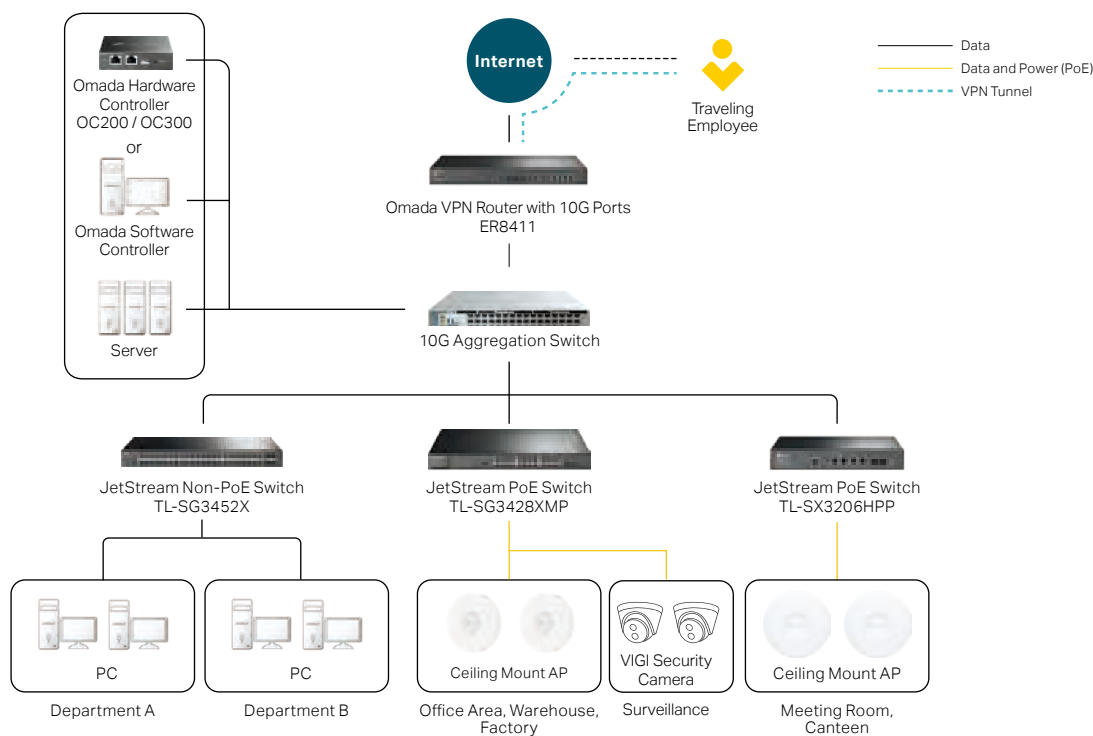 Omada Hardware
Controller
OC200 / OC300
or
Omada Software
Controller
Server
Internet
Traveling
Employee
Data
Data and Power (PoE)
VPN Tunnel
Omada VPN Router with 10G Ports
ER8411
10G Aggregation Switch
JetStream Non-PoE Switch
TL-SG3452X
JetStream PoE Switch
TL-SG3428XMP
JetStream PoE Switch
TL-SX3206HPP
PC
Department A
PC
Department B
Ceiling Mount AP
Office Area, Warehouse,
Factory
VIGI Security
Camera
Surveillance
Ceiling Mount AP
Meeting Room,
Canteen